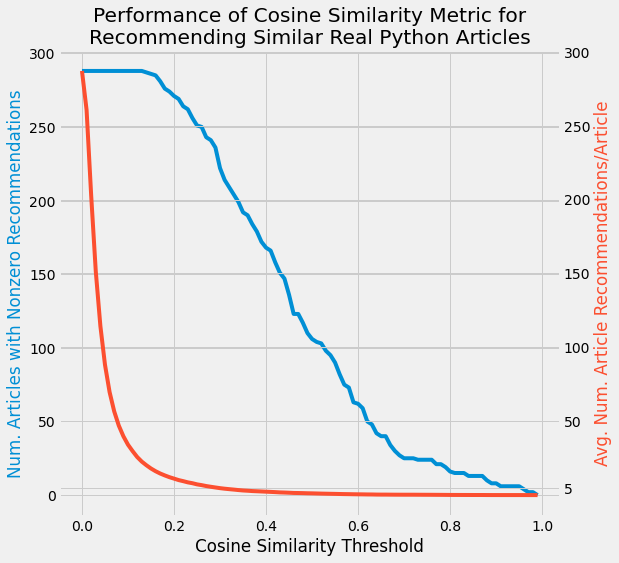 Performance of Cosine Similarity Metric for
Recommending Similar Real Python Articles
Num. Articles with Nonzero Recommendations
300
250
200
150
100
50
0
300
250
200
150
100
50
5
Avg. Num. Article Recommendations/Article
0.0 0.2 0.4 0.6 0.8 1.0
Cosine Similarity Threshold